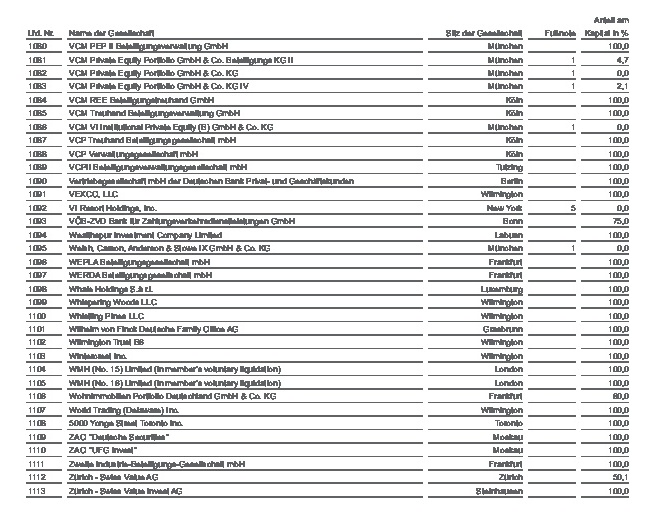 Anteil am
Lfd. Nr. Name der Gesellschaft Sitz der Gesellschaft Fußnote Kapital in %
1080 VCM PEP II Beteiligungsverwaltung GmbH München 100,0
1081 VCM Private Equity Portfolio GmbH & Co. Beteiligungs KG II München 1 4,7
1082 VCM Private Equity Portfolio GmbH & Co. KG München 1 0,0
1083 VCM Private Equity Portfolio GmbH & Co. KG IV München 1 2,1
1084 VCM REE Beteiligungstreuhand GmbH Köln 100,0
1085 VCM Treuhand Beteiligungsverwaltung GmbH Köln 100,0
1086 VCM VI Institutional Private Equity (B) GmbH & Co. KG München 1 0,0
1087 VCP Treuhand Beteiligungsgesellschaft mbH Köln 100,0
1088 VCP Verwaltungsgesellschaft mbH Köln 100,0
1089 VCPII Beteiligungsverwaltungsgesellschaft mbH Tutzing 100,0
1090 Vertriebsgesellschaft mbH der Deutschen Bank Privat- und Geschäftskunden Berlin 100,0
1091 VEXCO, LLC Wilmington 100,0
1092 VI Resort Holdings, Inc. New York 5 0,0
1093 VÖB-ZVD Bank für Zahlungsverkehrsdienstleistungen GmbH Bonn 75,0
1094 Wealthspur Investment Company Limited Labuan 100,0
1095 Welsh, Carson, Anderson & Stowe IX GmbH & Co. KG München 1 0,0
1096 WEPLA Beteiligungsgesellschaft mbH Frankfurt 100,0
1097 WERDA Beteiligungsgesellschaft mbH Frankfurt 100,0
1098 Whale Holdings S.à r.l. Luxemburg 100,0
1099 Whispering Woods LLC Wilmington 100,0
1100 Whistling Pines LLC Wilmington 100,0
1101 Wilhelm von Finck Deutsche Family Office AG Grasbrunn 100,0
1102 Wilmington Trust B6 Wilmington 100,0
1103 Wintercrest Inc. Wilmington 100,0
1104 WMH (No. 15) Limited (in member's voluntary liquidation) London 100,0
1105 WMH (No. 16) Limited (in member's voluntary liquidation) London 100,0
1106 Wohnimmobilien Portfolio Deutschland GmbH & Co. KG Frankfurt 60,0
1107 World Trading (Delaware) Inc. Wilmington 100,0
1108 5000 Yonge Street Toronto Inc. Toronto 100,0
1109 ZAO "Deutsche Securities" Moskau 100,0
1110 ZAO "UFG Invest" Moskau 100,0
1111 Zweite Industrie-Beteiligungs-Gesellschaft mbH Frankfurt 100,0
1112 Zürich - Swiss Value AG Zürich 50,1
1113 Zürich - Swiss Value Invest AG Steinhausen 100,0